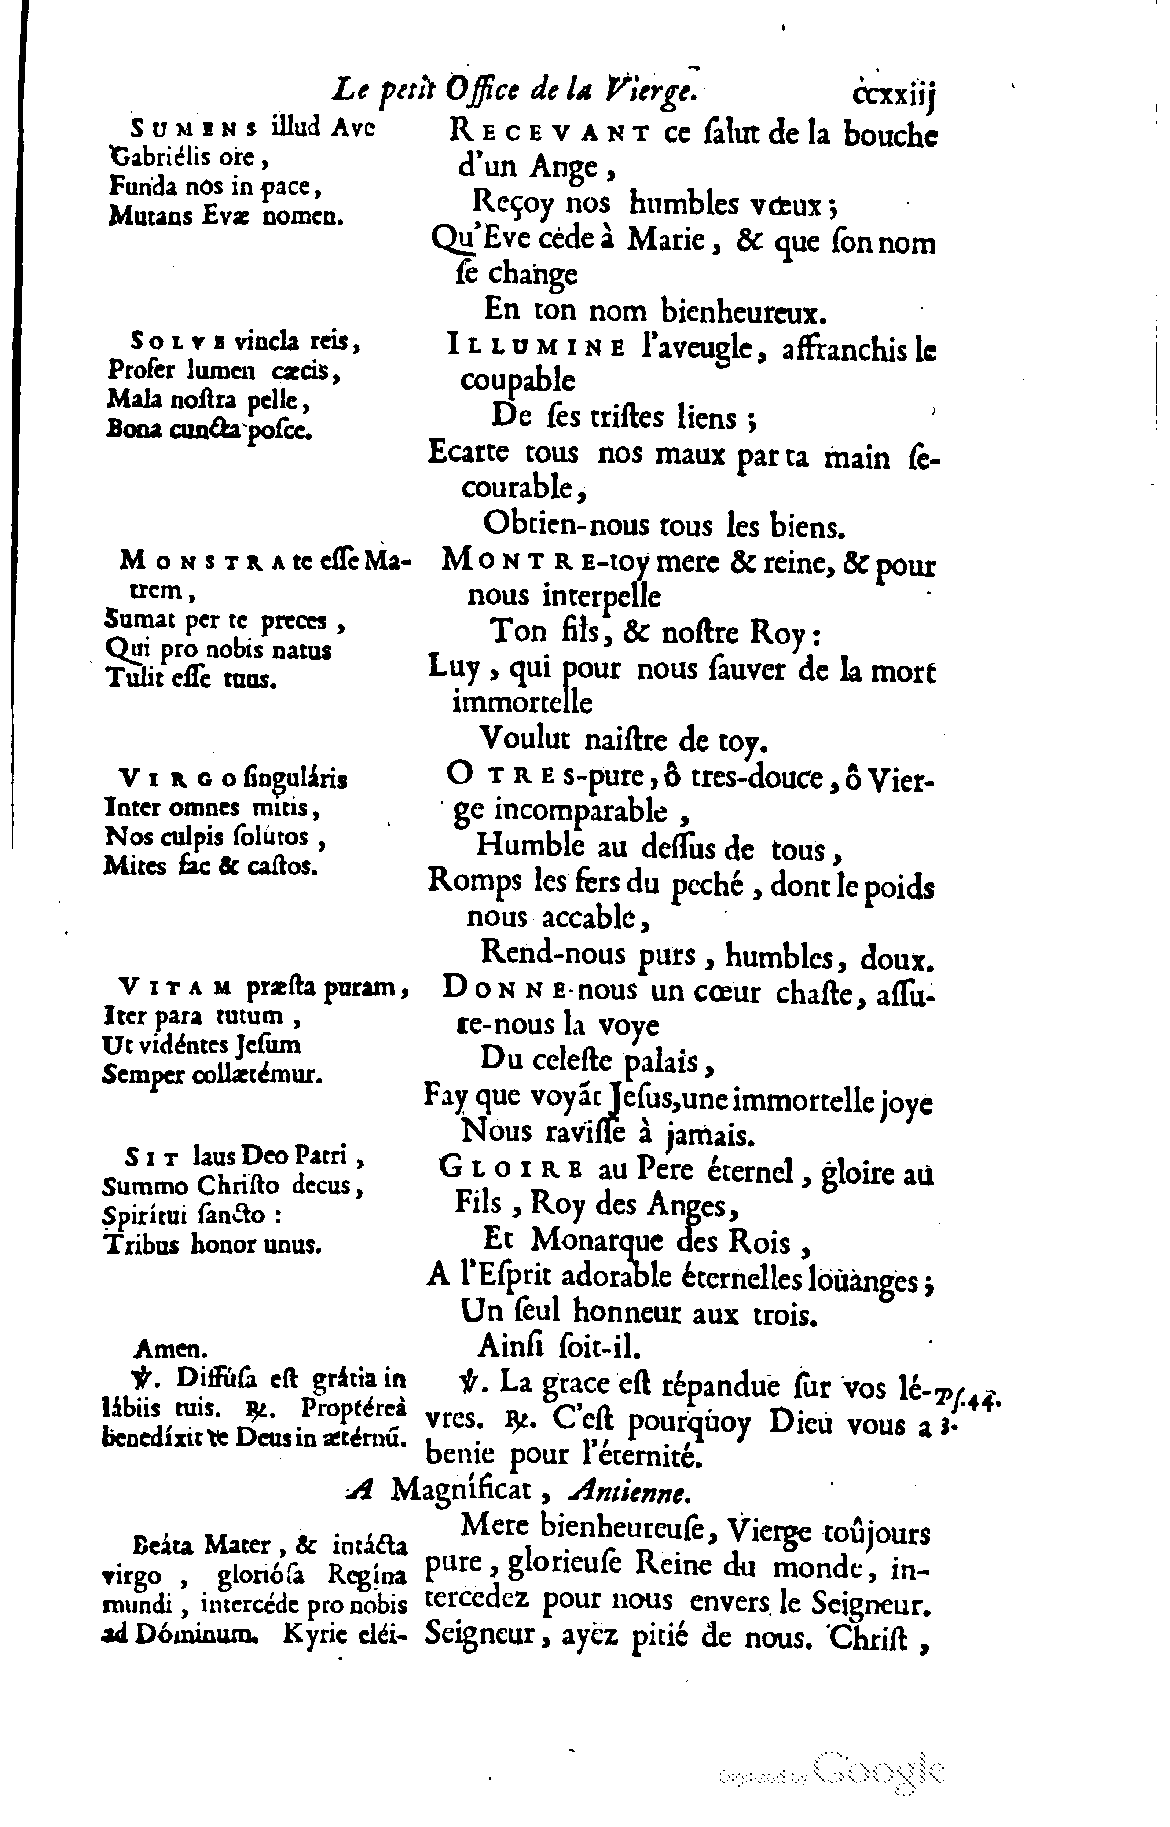 Le petit Office de la Vierge. ccxxiij
SUMENS illud Ave
Gabriélis ore,
Funda nos in pace,
Mutans Evæ nomen.
SOLVE vincla reis,
Profer lumen cæcis,
Mala noſtra pelle,
Bona cuncta poſce.
MONSTRA te eſſe Ma-
trem,
Sumat per te preces,
Qui pro nobis natus
Tulit eſſe tuus.
VIRGO ſinguláris
Inter omnes mitis,
Nos culpis ſolutos,
Mites fac & caſtos.
VITAM præſta puram,
Iter para tutum,
Ut vidéntes Jeſum
Semper collætémur.
SIT laus Deo Patri,
Summo Chriſto decus,
Spirítui ſancto :
Tribus honor unus.
Amen.
℣. Diffúſa eſt grátia in
lábiis tuis. ℟. Proptéreà
benedíxit te Deus in ætérnũ.
RECEVANT ce ſalut de la bouche
d'un Ange,
Reçoy nos humbles vœux;
Qu'Eve céde à Marie, & que ſon nom
ſe change
En ton nom bienheureux.
ILLUMINE l'aveugle, affranchis le
coupable
De ſes triſtes liens;
Ecarte tous nos maux par ta main ſe-
courable,
Obtien-nous tous les biens.
MONTRE-toy mere & reine, & pour
nous interpelle
Ton fils, & noſtre Roy:
Luy, qui pour nous ſauver de la mort
immortelle
Voulut naiſtre de toy.
O TRES-pure, ô tres-douce, ô Vier-
ge incomparable,
Humble au deſſus de tous,
Romps les fers du peché, dont le poids
nous accable,
Rend-nous purs, humbles, doux.
DONNE-nous un cœur chaſte, aſſu-
re-nous la voye
Du celeſte palais,
Fay que voyãt Jeſus, une immortelle joye
Nous raviſſe à jamais.
GLOIRE au Pere éternel, gloire au
Fils, Roy des Anges,
Et Monarque des Rois,
A l'Eſprit adorable éternelles loüanges;
Un ſeul honneur aux trois.
Ainſi ſoit-il.
℣. La grace eſt répandue ſur vos lé-
vres. ℟. C'eſt pourquoy Dieu vous a
benie pour l'éternité.
Pſ. 44.
3.
A Magníficat, Antienne.
Beáta Mater, & intácta
virgo, glorióſa Regína
mundi, intercéde pro nobis
ad Dóminum. Kyrie eléi-
Mere bienheureuſe, Vierge toûjours
pure, glorieuſe Reine du monde, in-
tercedez pour nous envers le Seigneur.
Seigneur, ayez pitié de nous. Chriſt,
Digitized by Google